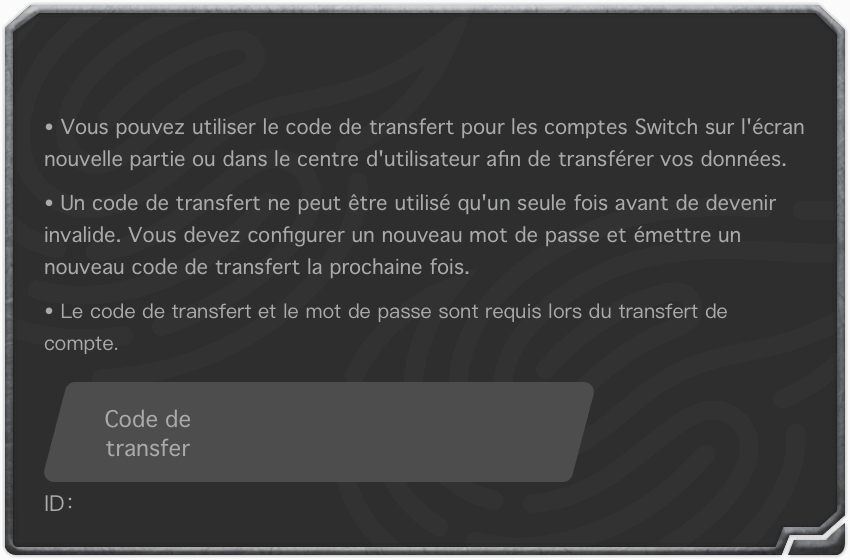 • Vous pouvez utiliser le code de transfert pour les comptes Switch sur l'écran
nouvelle partie ou dans le centre d'utilisateur afin de transférer vos données.
• Un code de transfert ne peut être utilisé qu'un seule fois avant de devenir
invalide. Vous devez configurer un nouveau mot de passe et émettre un
nouveau code de transfert la prochaine fois.
• Le code de transfert et le mot de passe sont requis lors du transfert de
compte.
Code de
transfer
ID: